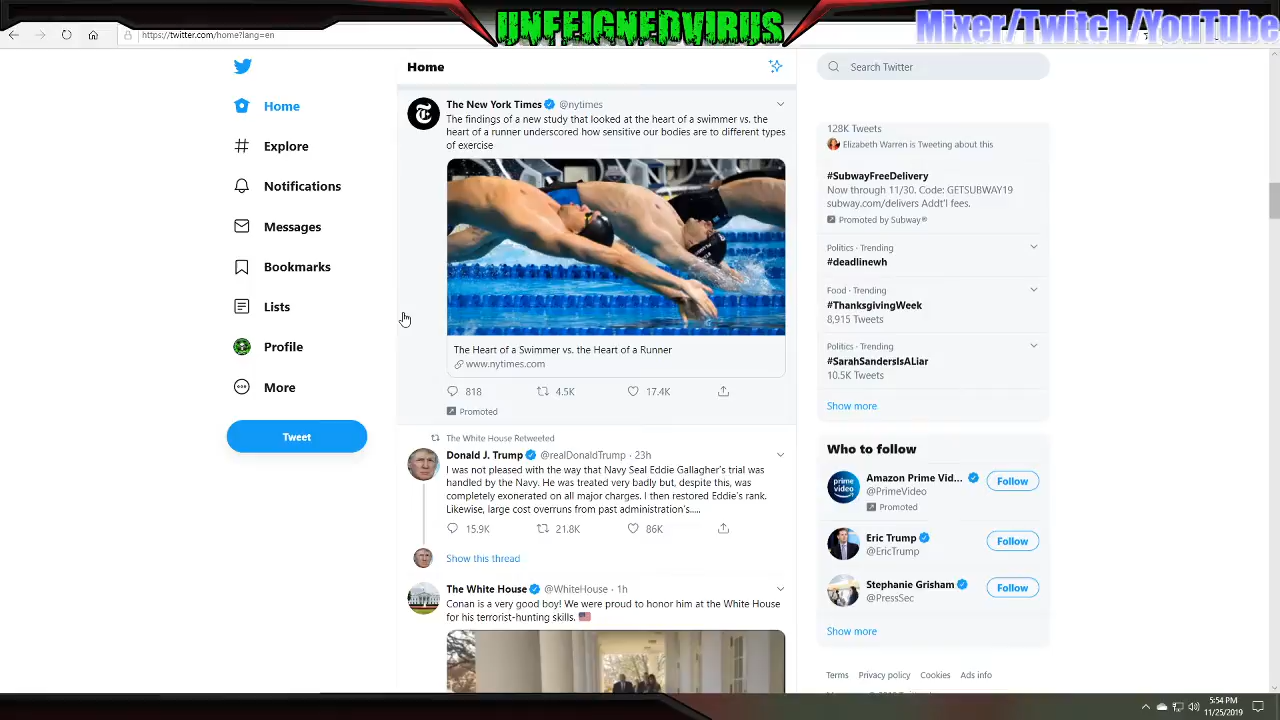 UNFEIGNEDVIRUS
Mixer/Twitch/YouTube
https://twitter.com/home?lang=en
Home
Search Twitter
Home
Explore
Notifications
Messages
Bookmarks
Lists
Profile
More
Tweet
The New York Times @nytimes
The findings of a new study that looked at the heart of a swimmer vs. the
heart of a runner underscored how sensitive our bodies are to different types
of exercise
The Heart of a Swimmer vs. the Heart of a Runner
www.nytimes.com
818 4.5K 17.4K
Promoted
The White House Retweeted
Donald J. Trump @realDonaldTrump · 23h
I was not pleased with the way that Navy Seal Eddie Gallagher's trial was
handled by the Navy. He was treated very badly but, despite this, was
completely exonerated on all major charges. I then restored Eddie's rank.
Likewise, large cost overruns from past administration's.....
15.9K 21.8K 86K
Show this thread
The White House @WhiteHouse · 1h
Conan is a very good boy! We were proud to honor him at the White House
for his terrorist-hunting skills.
128K Tweets
Elizabeth Warren is Tweeting about this
#SubwayFreeDelivery
Now through 11/30. Code: GETSUBWAY19
subway.com/delivers Addt'l fees.
Promoted by Subway®
Politics · Trending
#deadlinewh
Food · Trending
#ThanksgivingWeek
8,915 Tweets
Politics · Trending
#SarahSandersIsALiar
10.5K Tweets
Show more
Who to follow
Amazon Prime Vid...
@PrimeVideo
Promoted
Follow
Eric Trump
@EricTrump
Follow
Stephanie Grisham
@PressSec
Follow
Show more
Terms Privacy policy Cookies Ads info
5:54 PM
11/25/2019